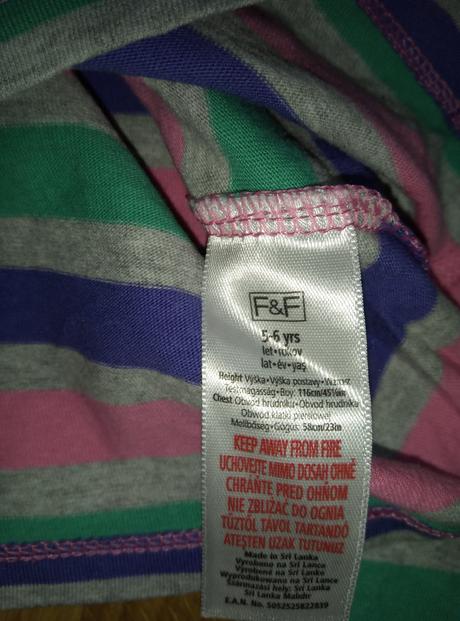 F&F
5-6 yrs
let•rokov
lat•év•yaş
Height Výška•Výška postavy•Wzrost
Testmagasság•Boy: 116cm/45⅝in
Chest Obvod hrudníku•Obvod hrudníka
Obwód klatki piersiowej
Mellbőség•Göğüs: 58cm/23in
KEEP AWAY FROM FIRE
UCHOVEJTE MIMO DOSAH OHNĚ
CHRÁŇTE PRED OHŇOM
NIE ZBLIŻAĆ DO OGNIA
TŰZTŐL TÁVOL TARTANDÓ
ATEŞTEN UZAK TUTUNUZ
Made in Sri Lanka
Vyrobeno na Srí Lance
Vyrobené na Srí Lanke
Wyprodukowano na Sri Lance
Származási hely: Srí Lanka
Sri Lanka Malıdır
E.A.N. No. 5052525822839